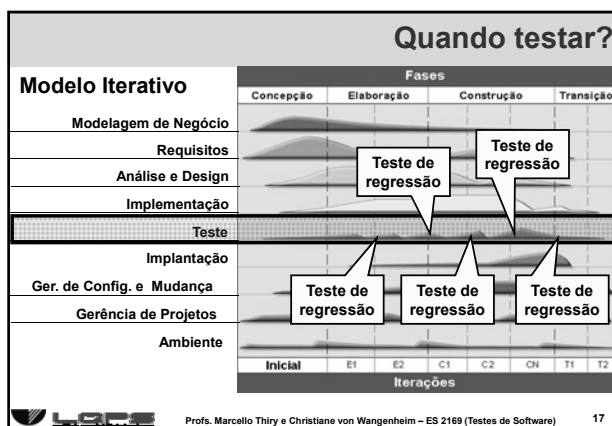 Quando testar?
Modelo Iterativo
Fases
Concepção Elaboração Construção Transição
Modelagem de Negócio
Requisitos
Análise e Design
Implementação
Teste
Implantação
Ger. de Config. e Mudança
Gerência de Projetos
Ambiente
Teste de
regressão
Teste de
regressão
Teste de
regressão
Teste de
regressão
Teste de
regressão
Inicial E1 E2 C1 C2 CN T1 T2
Iterações
LQPS
Profs. Marcello Thiry e Christiane von Wangenheim – ES 2169 (Testes de Software) 17